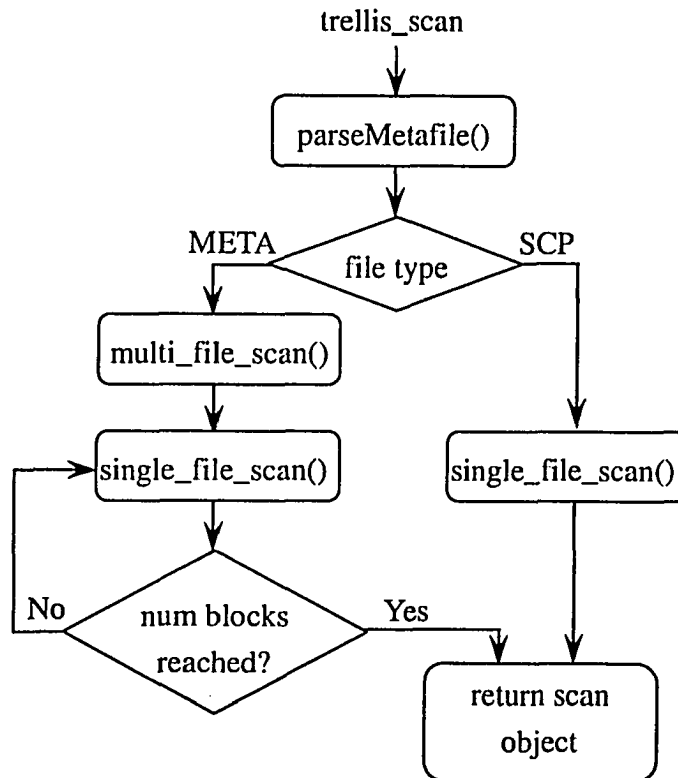 trellis_scan
parseMetafile()
META
SCP
file type
multi_file_scan()
single_file_scan()
single_file_scan()
No
num blocks
reached?
Yes
return scan
object